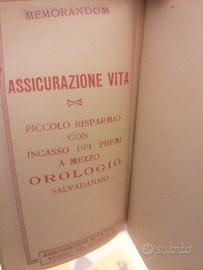 MEMORANDUM
ASSICURAZIONE VITA
PICCOLO RISPARMIO
CON
INCASSO DEI PREMI
A MEZZO
OROLOGIO
SALVADANAIO
subito